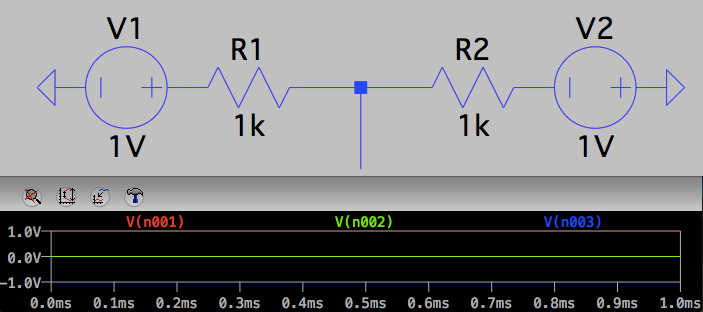 V1 V2
R1 R2
1k 1k
1V 1V
V(n001) V(n002) V(n003)
1.0V
0.0V
-1.0V
0.0ms 0.1ms 0.2ms 0.3ms 0.4ms 0.5ms 0.6ms 0.7ms 0.8ms 0.9ms 1.0ms